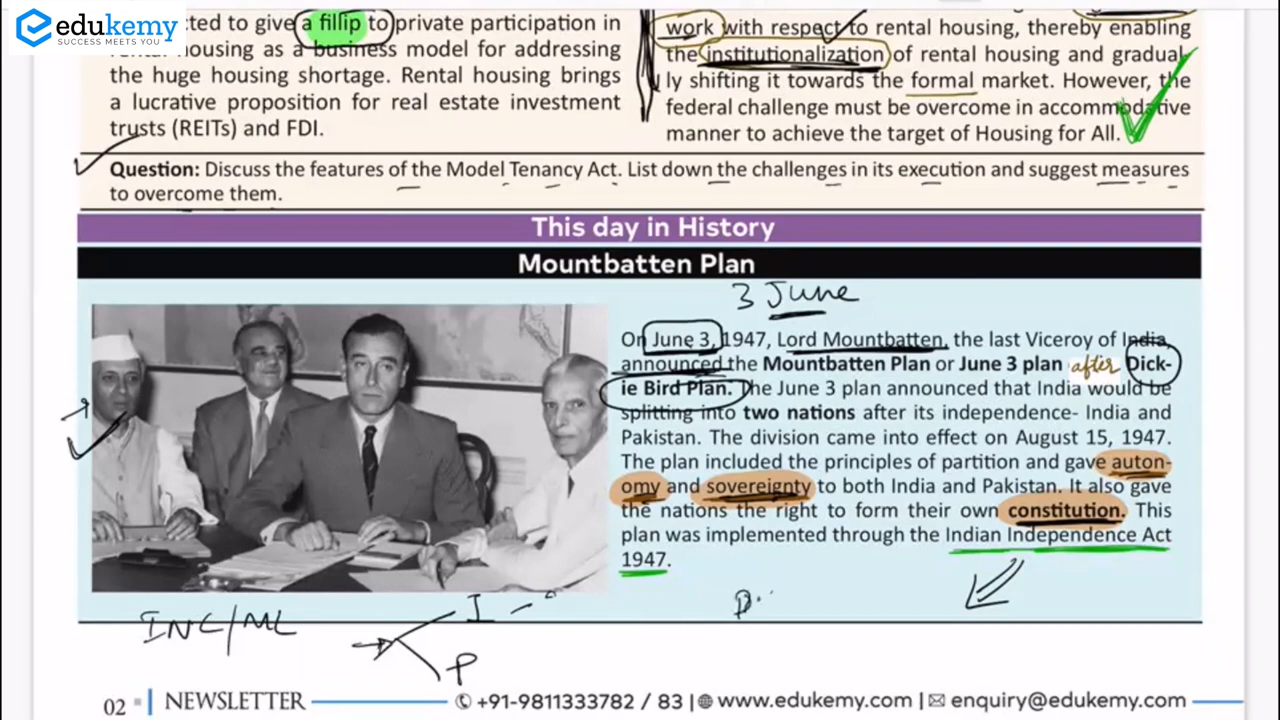 edukemy
SUCCESS MEETS YOU
cted to give a fillip to private participation in
rental housing as a business model for addressing
the huge housing shortage. Rental housing brings
a lucrative proposition for real estate investment
trusts (REITs) and FDI.
work with respect to rental housing, thereby enabling
the institutionalization of rental housing and gradual-
ly shifting it towards the formal market. However, the
federal challenge must be overcome in accommodative
manner to achieve the target of Housing for All.
Question: Discuss the features of the Model Tenancy Act. List down the challenges in its execution and suggest measures
to overcome them.
This day in History
Mountbatten Plan
3 June
On June 3, 1947, Lord Mountbatten, the last Viceroy of India
announced the Mountbatten Plan or June 3 plan after Dick-
ie Bird Plan. The June 3 plan announced that India would be
splitting into two nations after its independence- India and
Pakistan. The division came into effect on August 15, 1947.
The plan included the principles of partition and gave auton-
omy and sovereignty to both India and Pakistan. It also gave
the nations the right to form their own constitution. This
plan was implemented through the Indian Independence Act
1947.
INC/ML
I
P
02 NEWSLETTER +91-9811333782 / 83 | www.edukemy.com | enquiry@edukemy.com